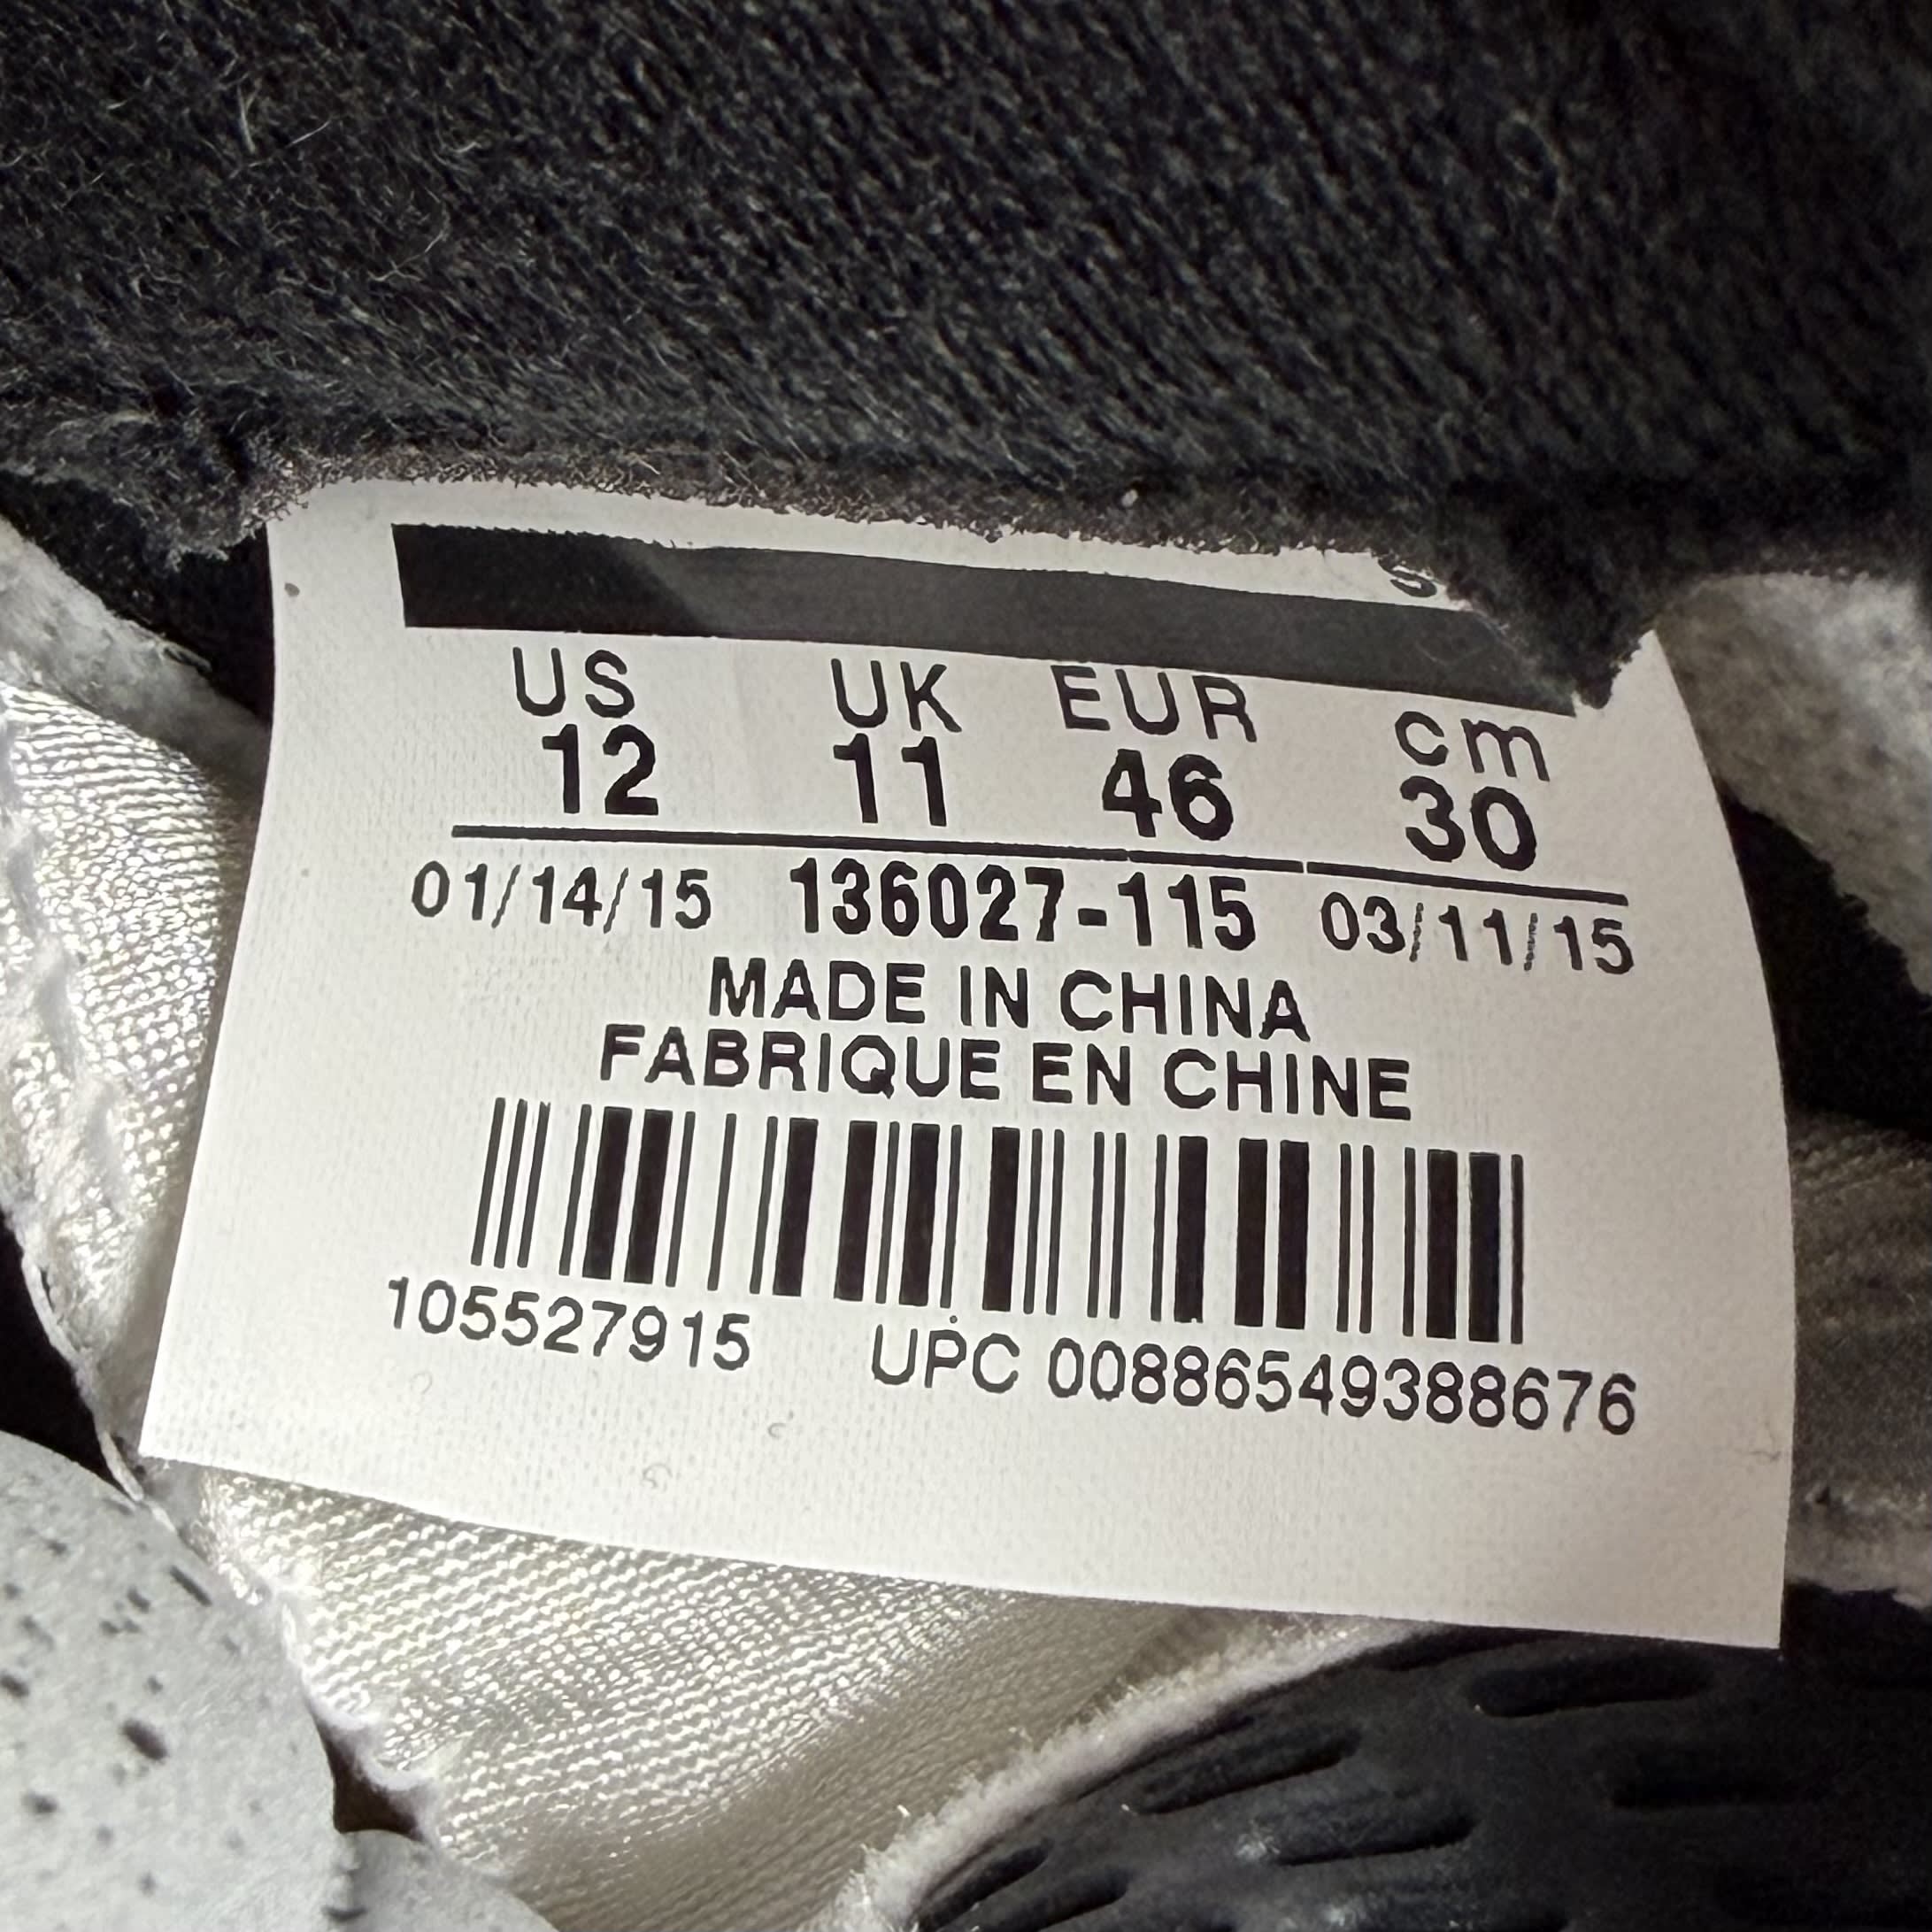 US UK EUR cm
12 11 46 30
01/14/15 136027-115 03/11/15
MADE IN CHINA
FABRIQUE EN CHINE
105527915 UPC 00886549388676